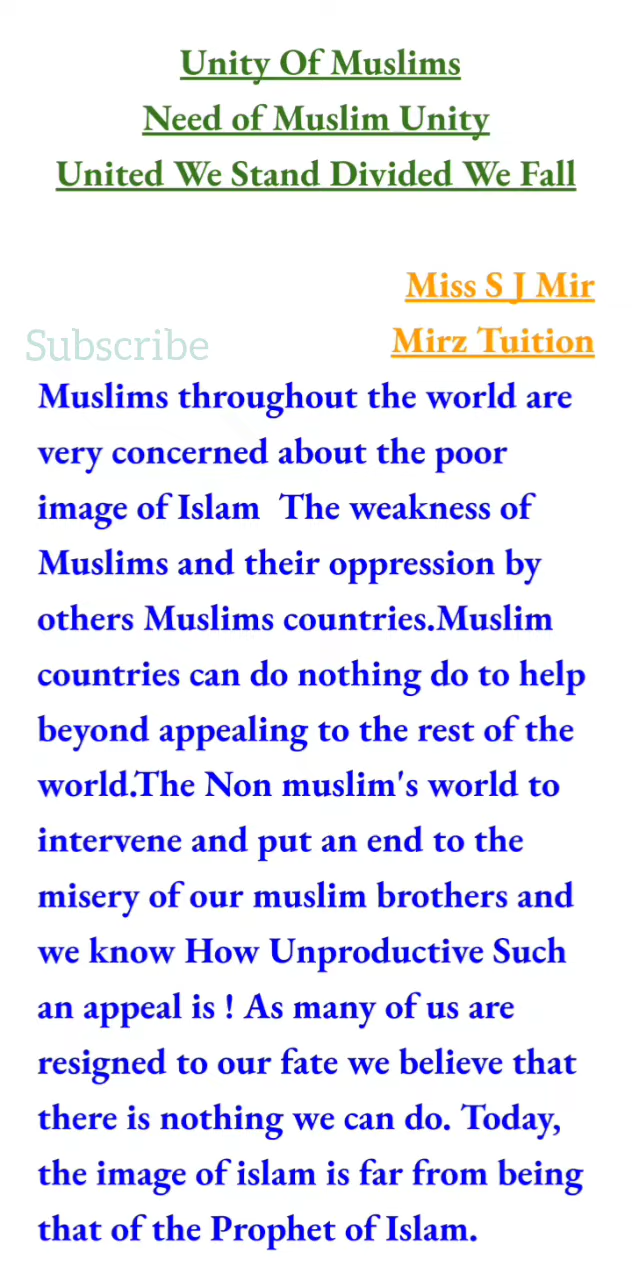 Unity Of Muslims
Need of Muslim Unity
United We Stand Divided We Fall
Miss S J Mir
Subscribe
Mirz Tuition
Muslims throughout the world are
very concerned about the poor
image of Islam  The weakness of
Muslims and their oppression by
others Muslims countries.Muslim
countries can do nothing do to help
beyond appealing to the rest of the
world.The Non muslim's world to
intervene and put an end to the
misery of our muslim brothers and
we know How Unproductive Such
an appeal is ! As many of us are
resigned to our fate we believe that
there is nothing we can do. Today,
the image of islam is far from being
that of the Prophet of Islam.